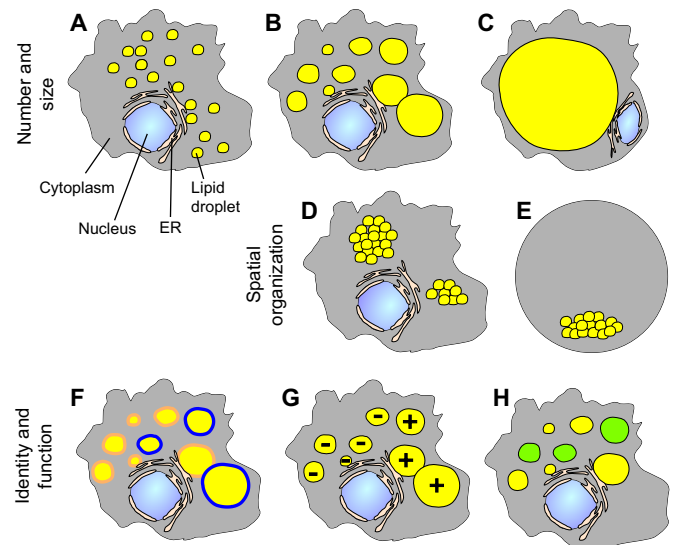 Number and
size
A
B
C
Cytoplasm
Nucleus
ER
Lipid
droplet
Spatial
organization
D
E
Identity and
function
F
G
- +
- - +
- - +
H